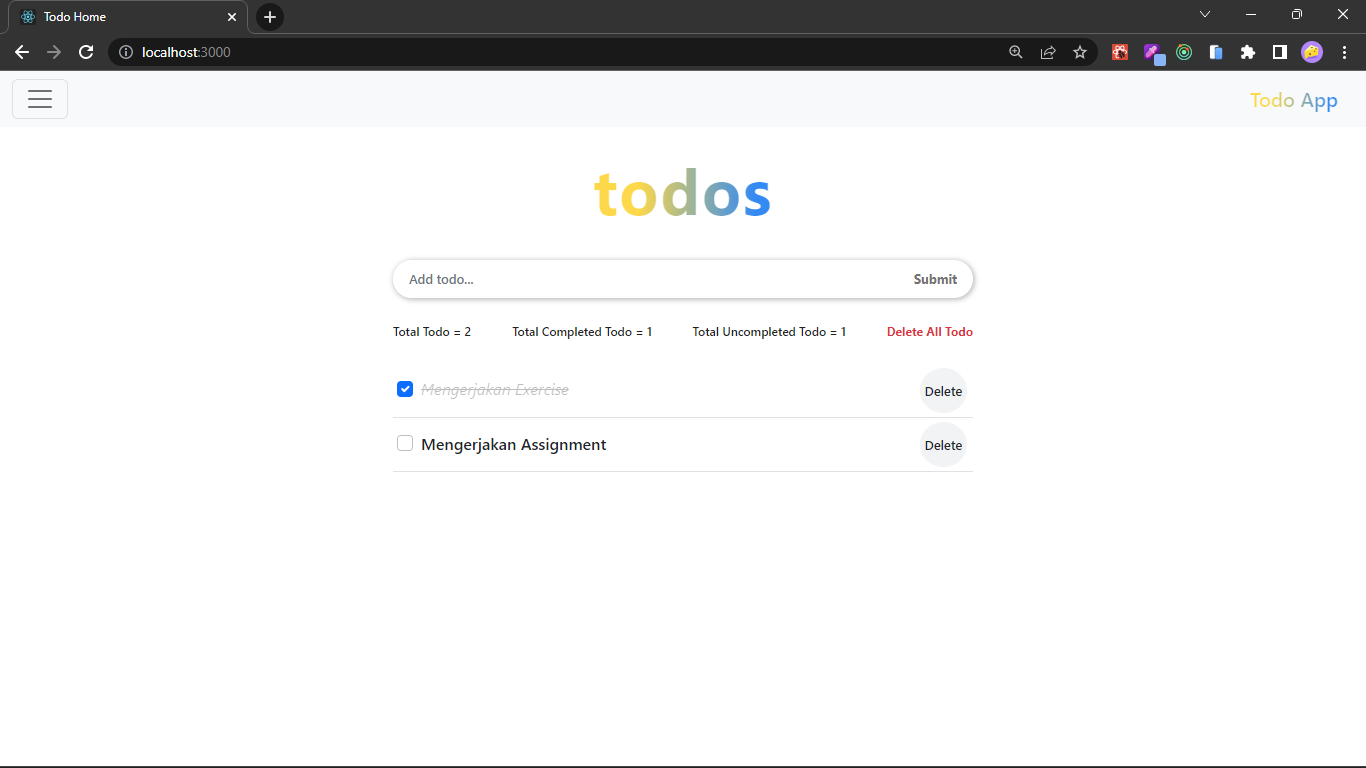 Todo Home
localhost:3000
Todo App
todos
Add todo... Submit
Total Todo = 2 Total Completed Todo = 1 Total Uncompleted Todo = 1 Delete All Todo
Mengerjakan Exercise Delete
Mengerjakan Assignment Delete